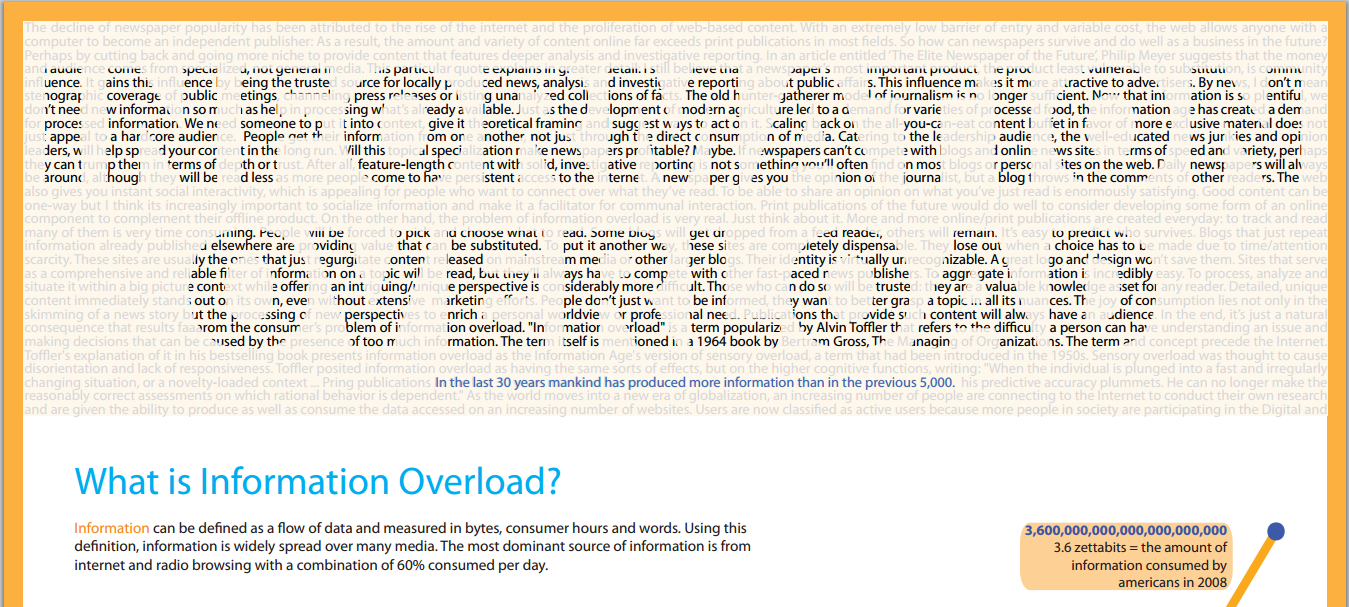 The decline of newspaper popularity has been attributed to the rise of the internet and the proliferation of web-based content. With an extremely low barrier of entry and variable cost, the web allows anyone with a
computer to become an independent publisher: As a result, the amount and variety of content online far exceeds print publications in most fields. So how can newspapers survive and do well as a business in the future?
Perhaps by cutting back and going more niche to provide content that features deeper analysis and investigative reporting. In an article entitled 'The Elite Newspaper of the Future', Philip Meyer suggests that the money
and audience come from specialized, not general media. This particular quote explains in greater detail: I still believe that a newspaper's most important product, the product least vulnerable to substitution, is community
influence. It gains this influence by being the trusted source for locally produced news, analysis and investigative reporting about public affairs. This influence makes it more attractive to advertisers. By news, I don't mean
stenographic coverage of public meetings, channeling press releases or listing unanalyzed collections of facts. The old hunter-gatherer model of journalism is no longer sufficient. Now that information is so plentiful, we
don't need new information so much as help in processing what's already available. Just as the development of modern agriculture led to a demand for varieties of processed food, the information age has created a demand
for processed information. We need someone to put it into context, give it theoretical framing and suggest ways to act on it. Scaling back on the all-you-can-eat content buffet in favor of more exclusive material does not
just appeal to a hardcore audience. People get their information from one another, not just through the direct consumption of media. Catering to the leadership audience, the well-educated news junkies and opinion
leaders, will help spread your content in the long run. Will this topical specialization make newspapers profitable? Maybe. If newspapers can't compete with blogs and online news sites in terms of speed and variety, perhaps
they can trump them in terms of depth or trust. After all, feature-length content with solid, investigative reporting is not something you'll often find on most blogs or personal sites on the web. Daily newspapers will always
be around, although they will be read less as more people come to have consistent access to the Internet. A newspaper gives you the opinion of the journalist, but a blog throws in the comments of other readers. The web
also gives you instant social interactivity, which is appealing for people who want to connect over what they've read. To be able to share an opinion on what you've just read is enormously satisfying. Good content can be
one-way but I think its increasingly important to socialize information and make it a facilitator for communal interaction. Print publications of the future would do well to consider developing some form of an online
component to complement their offline product. On the other hand, the problem of information overload is very real. Just think about it. More and more online/print publications are created everyday: to track and read
many of them is very time consuming. People will be forced to pick and choose what to read. Some blogs will get dropped from a feed reader, others will remain. It's easy to predict who survives. Blogs that just repeat
information already published elsewhere are providing value that can be substituted. To put it another way, these sites are completely dispensable. They lose out when a choice has to be made due to time/attention
scarcity. These sites are usually the ones that just regurgitate content released on mainstream media or other larger blogs. Their identity is virtually unrecognizable. A great logo and design won't save them. Sites that serve
as a comprehensive and reliable filter of information on a topic will be read, but they'll always have to compete with other fast-paced news publishers. To aggregate information is incredibly easy. To process, analyze and
situate it within a big picture context while offering an intriguing/unique perspective is considerably more difficult. Those who can do so will be trusted: they are a valuable knowledge asset for any reader. Detailed, unique
content immediately stands out on its own, even without extensive marketing efforts. People don't just want to be informed, they want to better grasp a topic in all its nuances. The joy of consumption lies not only in the
skimming of a news story but the processing of new perspectives to enrich a personal worldview or professional need. Publications that provide such content will always have an audience. In the end, it's just a natural
consequence that results from the consumer's problem of information overload. "Information overload" is a term popularized by Alvin Toffler that refers to the difficulty a person can have understanding an issue and
making decisions that can be caused by the presence of too much information. The term itself is mentioned in a 1964 book by Bertram Gross, The Managing of Organizations. The term and concept precede the Internet.
Toffler's explanation of it in his bestselling book presents information overload as the Information Age's version of sensory overload, a term that had been introduced in the 1950s. Sensory overload was thought to cause
disorientation and lack of responsiveness. Toffler posited information overload as having the same sorts of effects, but on the higher cognitive functions, writing: "When the individual is plunged into a fast and irregularly
changing situation, or a novelty-loaded context ... Pring publications In the last 30 years mankind has produced more information than in the previous 5,000. his predictive accuracy plummets. He can no longer make the
reasonably correct assessments on which rational behavior is dependent." As the world moves into a new era of globalization, an increasing number of people are connecting to the Internet to conduct their own research
and are given the ability to produce as well as consume the data accessed on an increasing number of websites. Users are now classified as active users because more people in society are participating in the Digital and
What is Information Overload?
Information can be defined as a flow of data and measured in bytes, consumer hours and words. Using this
definition, information is widely spread over many media. The most dominant source of information is from
internet and radio browsing with a combination of 60% consumed per day.
3,600,000,000,000,000,000,000
3.6 zettabits = the amount of
information consumed by
americans in 2008